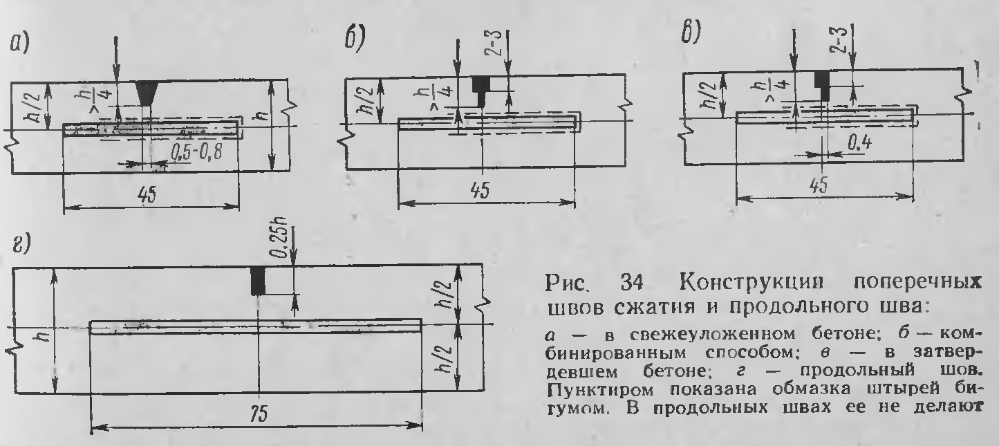 а)
h/2
>h/4
h
0,5-0,8
45
б)
h/2
>h/4
2-3
45
в)
h/2
>h/4
2-3
0.4
45
г)
h
0.25h
h/2
h/2
75
Рис. 34 Конструкции поперечных
швов сжатия и продольного шва:
а — в свежеуложенном бетоне; б — ком-
бинированным способом; в — в затвер-
девшем бетоне; г — продольный шов.
Пунктиром показана обмазка штырей би-
тумом. В продольных швах ее не делают